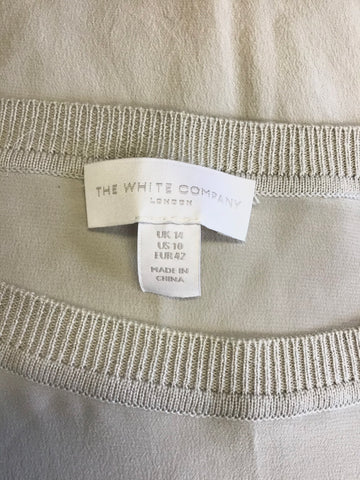 THE WHITE COMPANY
LONDON
UK 14
US 10
EUR 42
MADE IN
CHINA